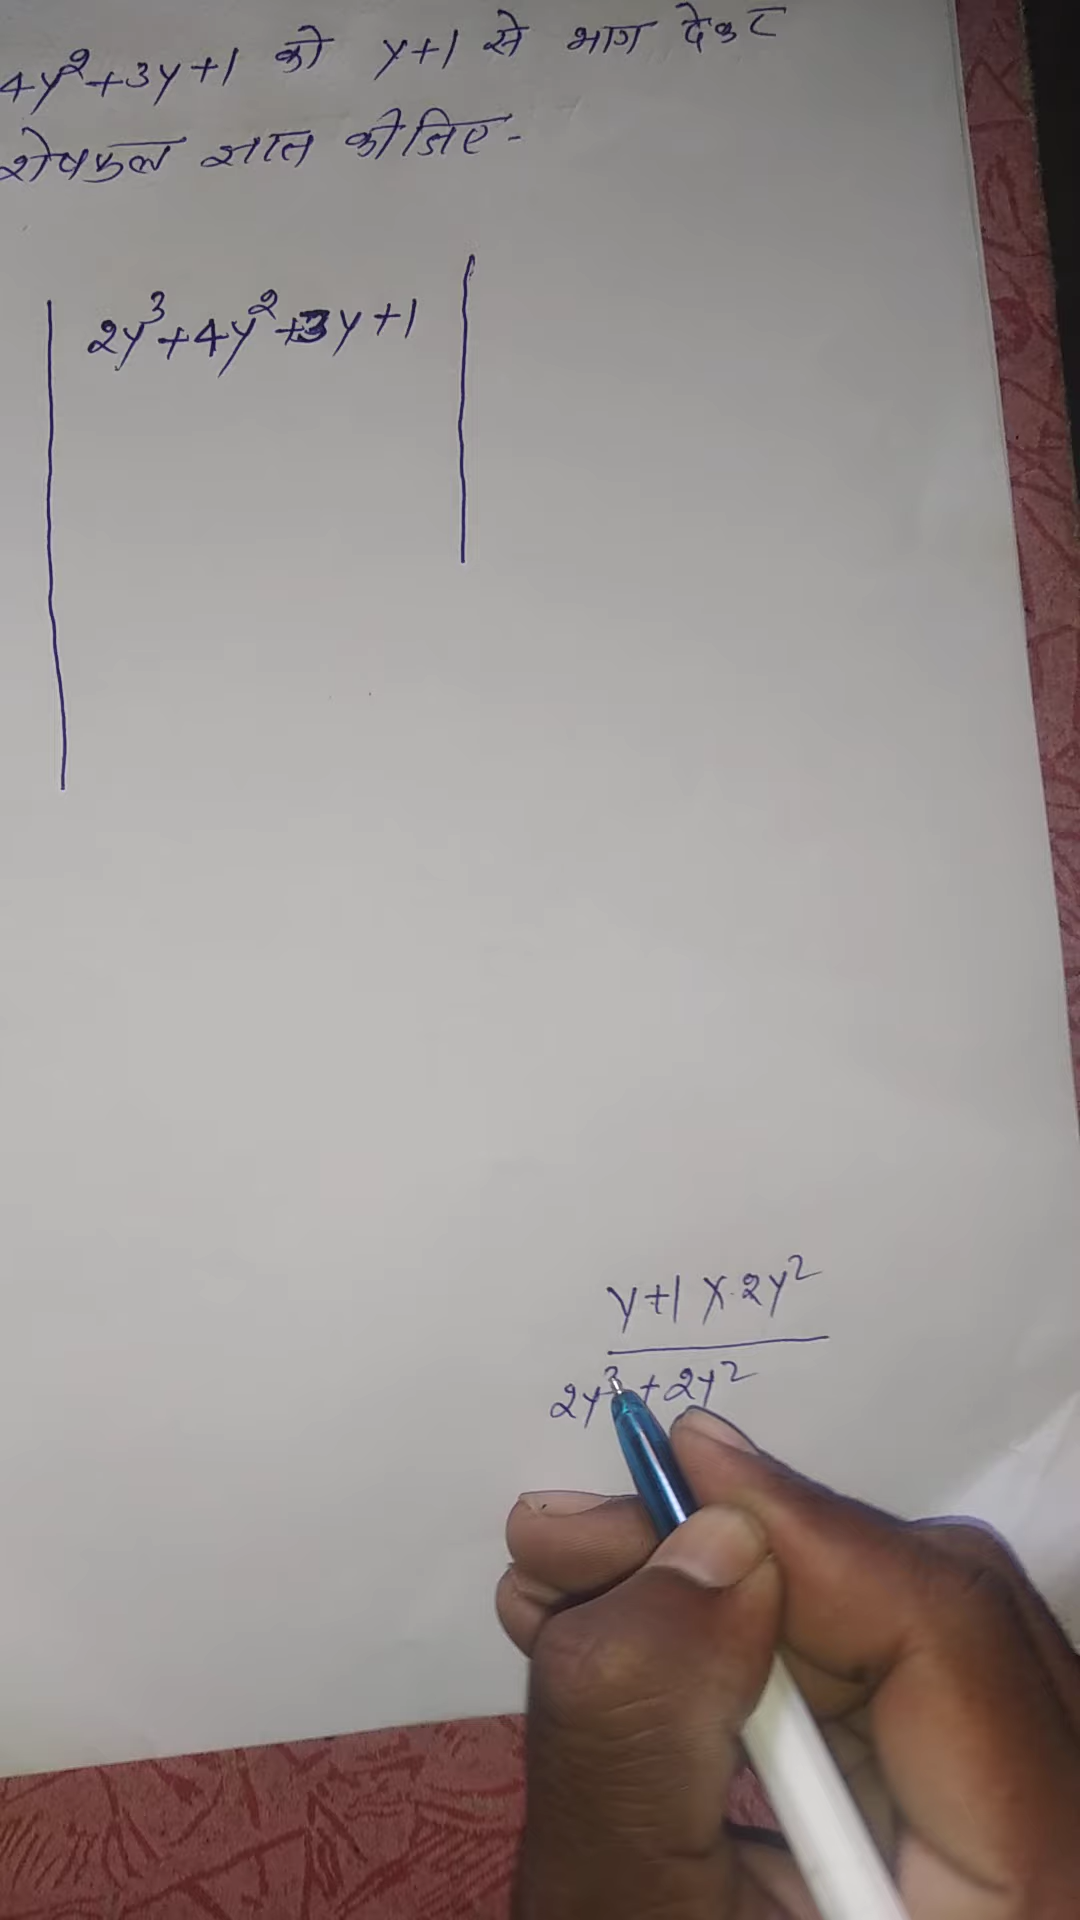 4y²+3y+1 को y+1 से भाग देकर
शेषफल ज्ञात कीजिए-
2y³+4y²+3y+1
y+1 x 2y²
2y³+2y²